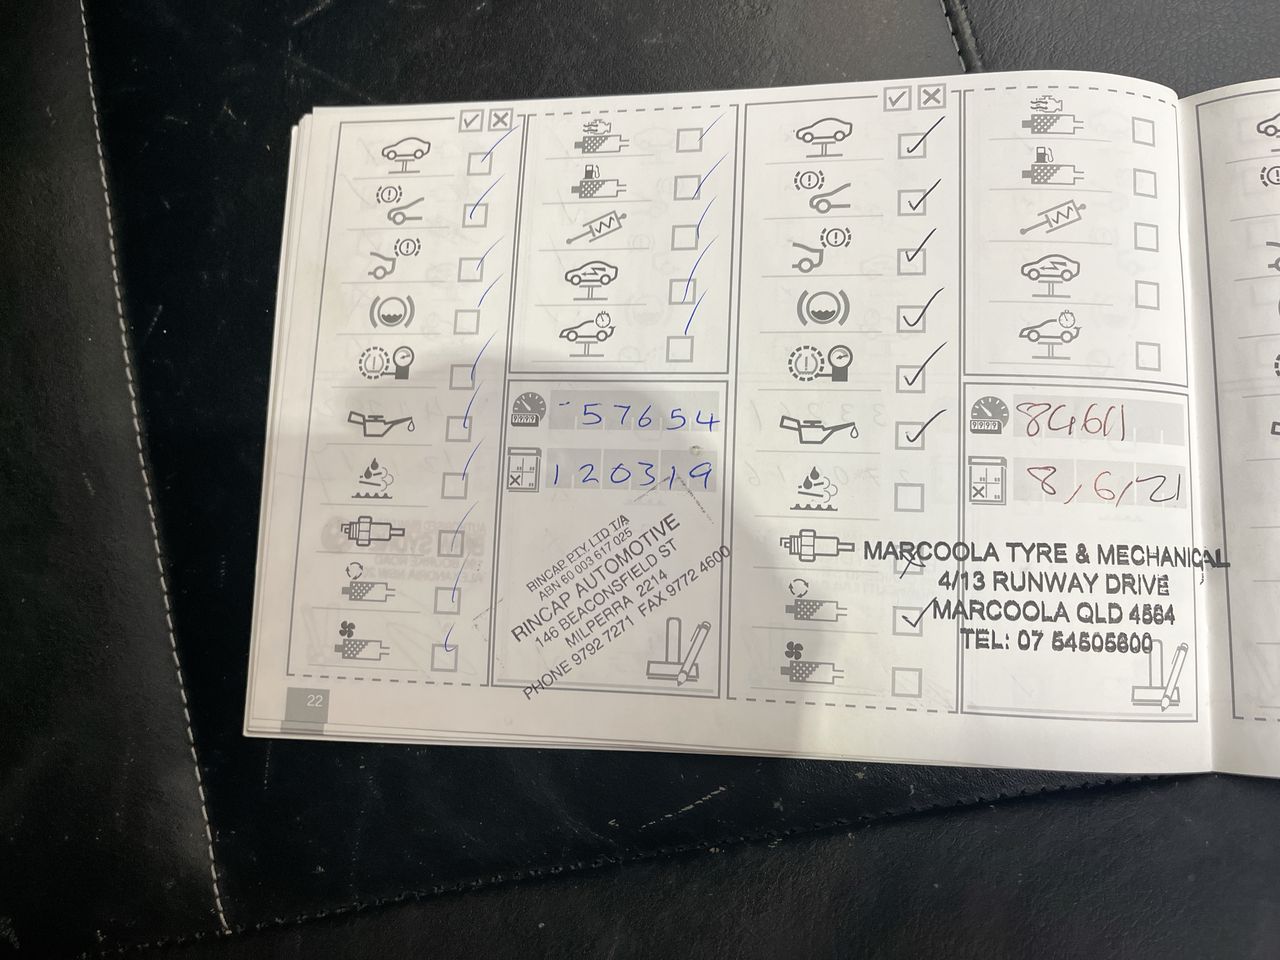 57654
120319
RINCAP PTY LTD T/A
ABN 60 003 617 025
RINCAP AUTOMOTIVE
146 BEACONSFIELD ST
MILPERRA 2214
PHONE 9792 7271 FAX 9772 4600
22
84611
8/6/21
MARCOOLA TYRE & MECHANICAL
4/13 RUNWAY DRIVE
MARCOOLA QLD 4564
TEL: 07 54505600